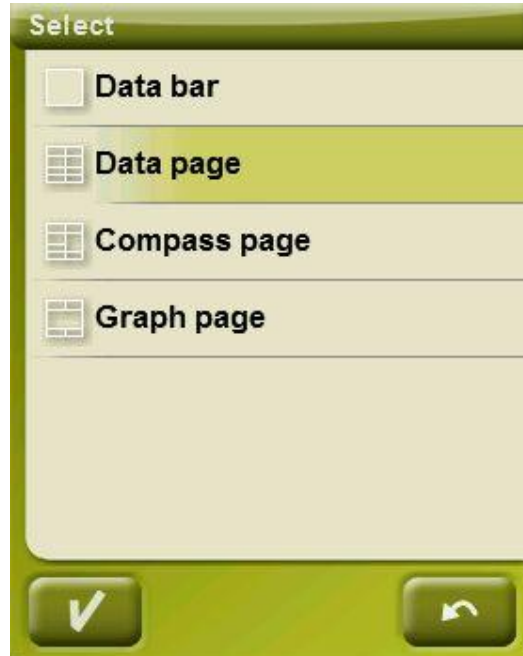 Select
Data bar
Data page
Compass page
Graph page